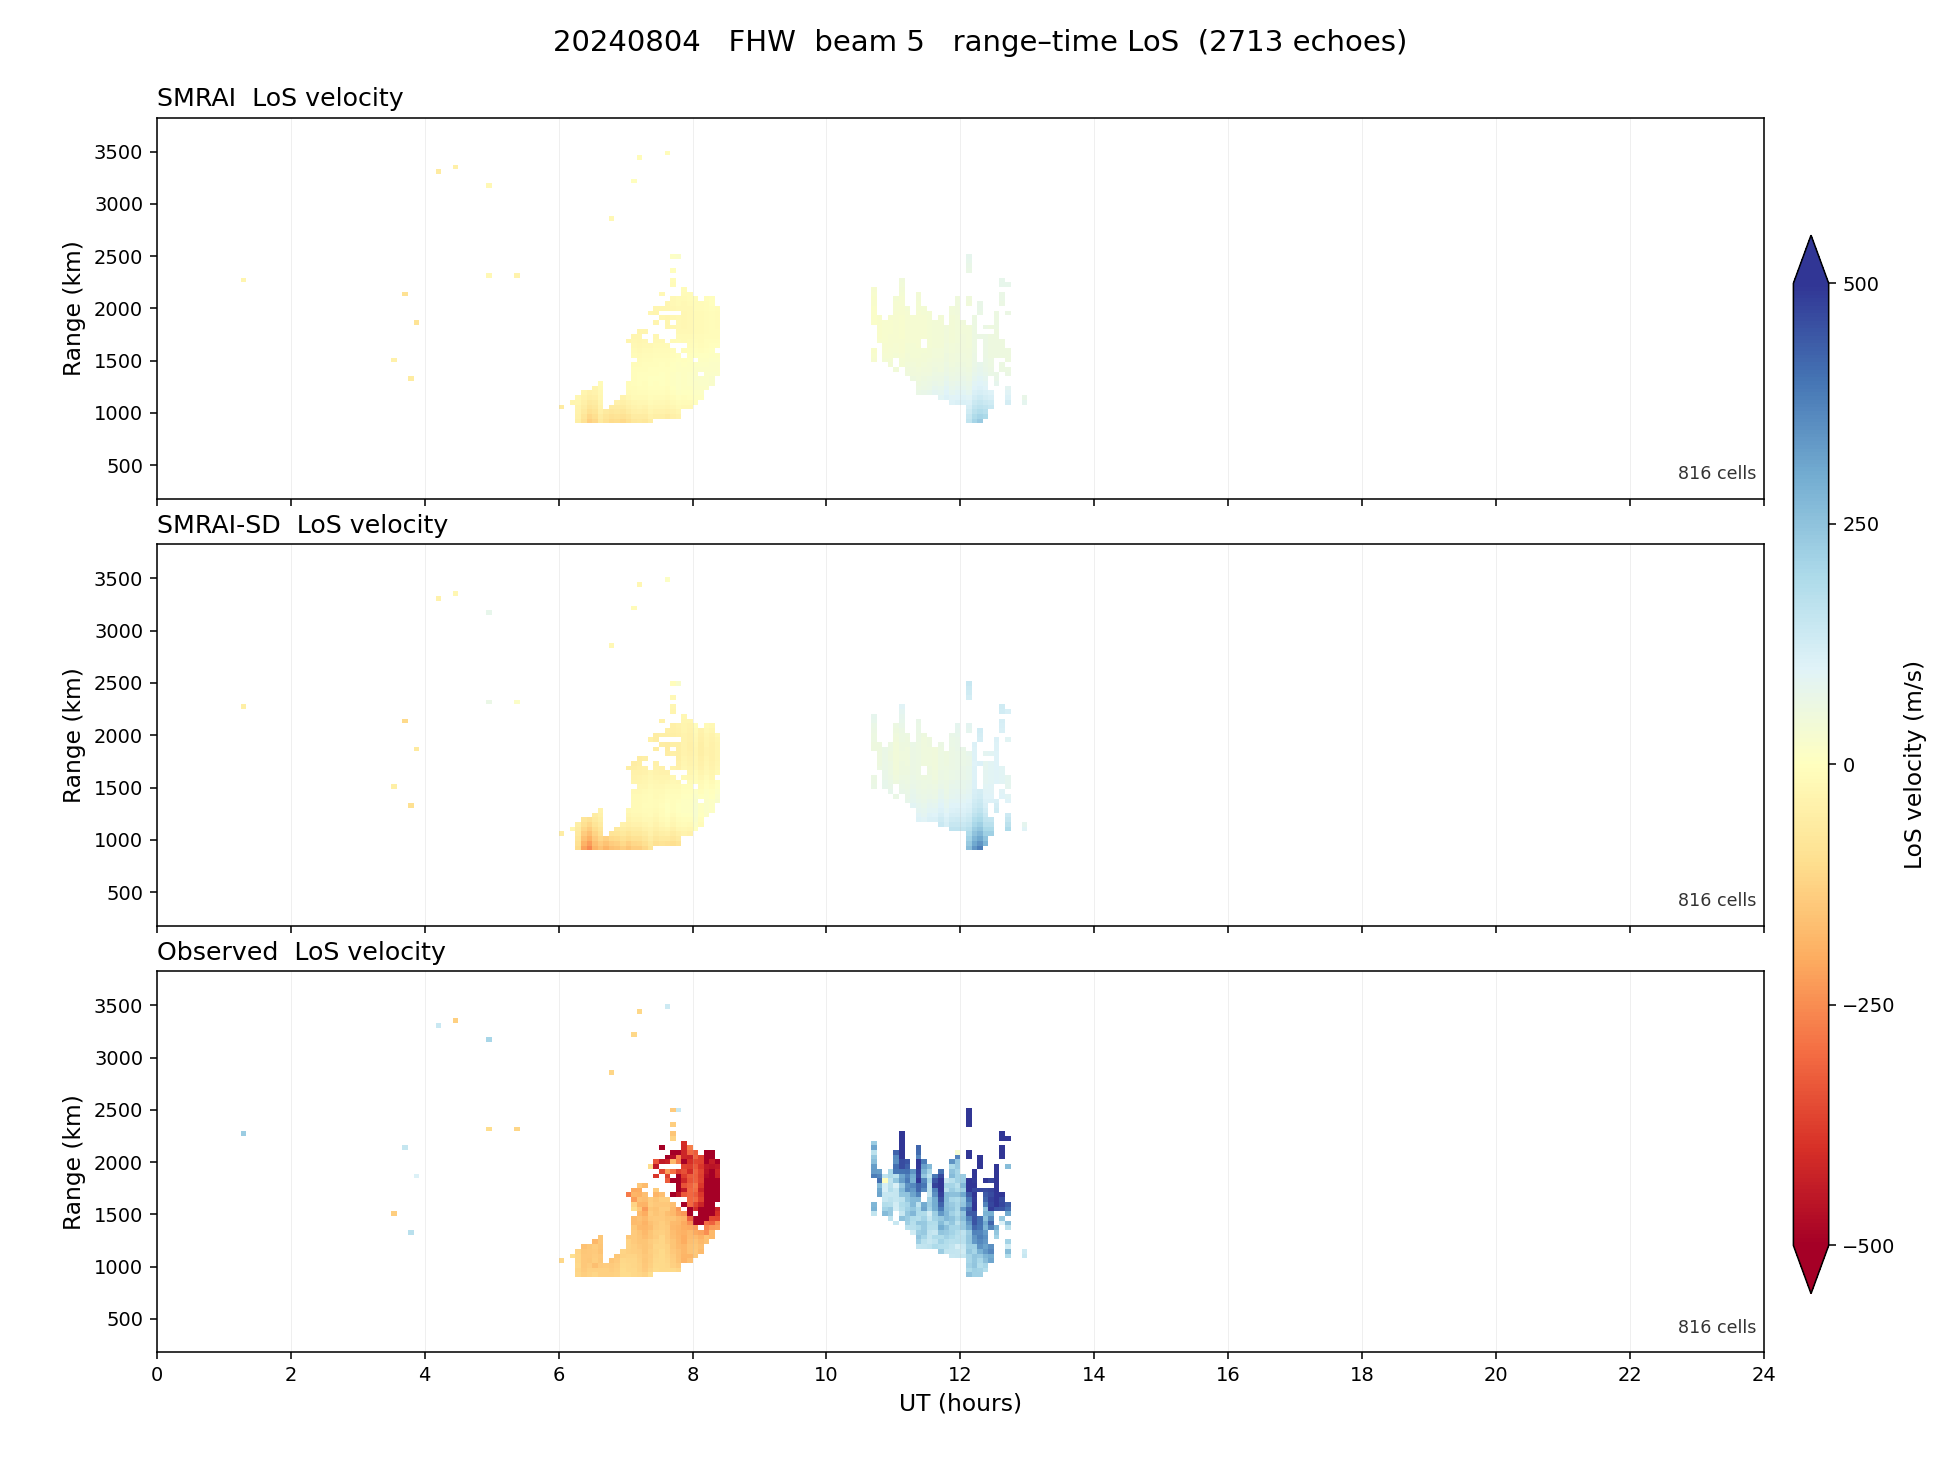 20240804   FHW  beam 5   range–time LoS  (2713 echoes)
SMRAI  LoS velocity
3500
3000
2500
2000
1500
1000
500
Range (km)
816 cells
SMRAI-SD  LoS velocity
3500
3000
2500
2000
1500
1000
500
Range (km)
816 cells
Observed  LoS velocity
3500
3000
2500
2000
1500
1000
500
Range (km)
816 cells
0 2 4 6 8 10 12 14 16 18 20 22 24
UT (hours)
500
250
0
−250
−500
LoS velocity (m/s)